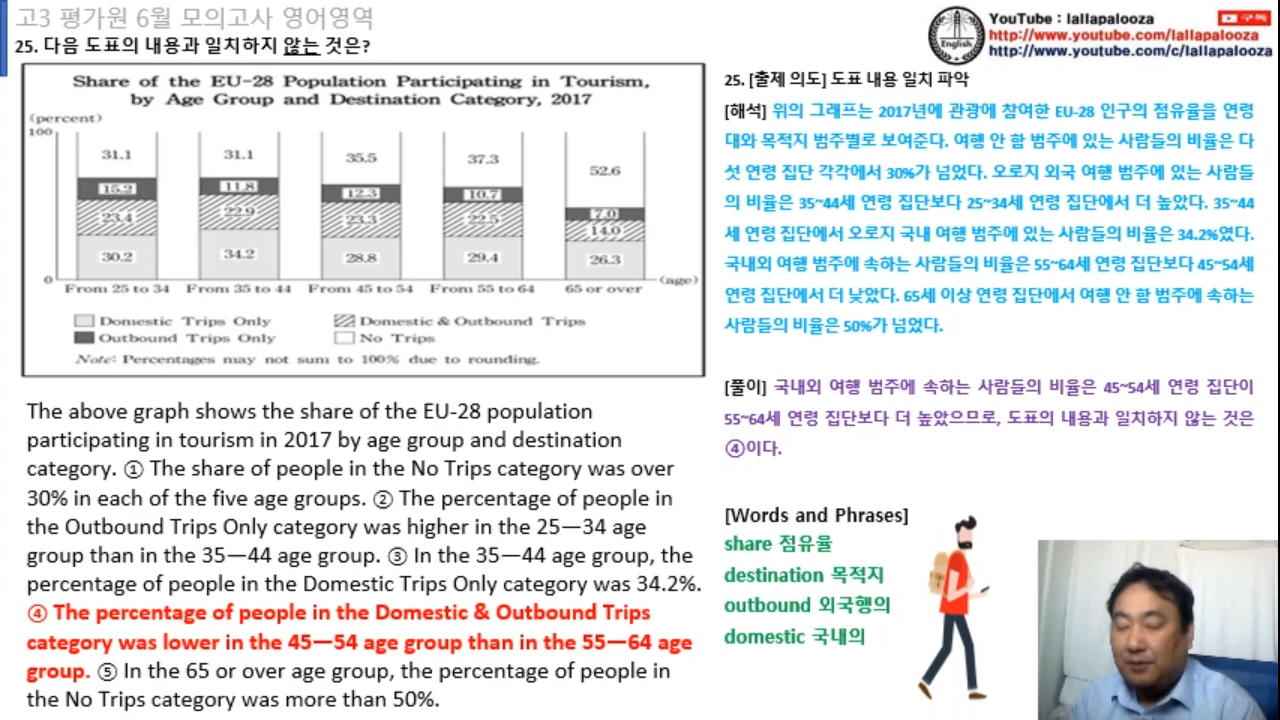 고3 평가원 6월 모의고사 영어영역
25. 다음 도표의 내용과 일치하지 않는 것은?
Share of the EU-28 Population Participating in Tourism,
by Age Group and Destination Category, 2017
(percent)
100
31.1 31.1 35.5 37.3 52.6
15.2 11.8 12.3 10.7 7.0
23.4 22.9 23.3 22.5 14.0
30.2 34.2 28.8 29.4 26.3
0
(age)
From 25 to 34 From 35 to 44 From 45 to 54 From 55 to 64 65 or over
Domestic Trips Only Domestic & Outbound Trips
Outbound Trips Only No Trips
Note: Percentages may not sum to 100% due to rounding.
The above graph shows the share of the EU-28 population
participating in tourism in 2017 by age group and destination
category. ① The share of people in the No Trips category was over
30% in each of the five age groups. ② The percentage of people in
the Outbound Trips Only category was higher in the 25—34 age
group than in the 35—44 age group. ③ In the 35—44 age group, the
percentage of people in the Domestic Trips Only category was 34.2%.
④ The percentage of people in the Domestic & Outbound Trips
category was lower in the 45—54 age group than in the 55—64 age
group. ⑤ In the 65 or over age group, the percentage of people in
the No Trips category was more than 50%.
English
YouTube : lallapalooza
구독
http://www.youtube.com/lallapalooza
http://www.youtube.com/c/lallapalooza
25. [출제 의도] 도표 내용 일치 파악
[해석] 위의 그래프는 2017년에 관광에 참여한 EU-28 인구의 점유율을 연령
대와 목적지 범주별로 보여준다. 여행 안 함 범주에 있는 사람들의 비율은 다
섯 연령 집단 각각에서 30%가 넘었다. 오로지 외국 여행 범주에 있는 사람들
의 비율은 35~44세 연령 집단보다 25~34세 연령 집단에서 더 높았다. 35~44
세 연령 집단에서 오로지 국내 여행 범주에 있는 사람들의 비율은 34.2%였다.
국내외 여행 범주에 속하는 사람들의 비율은 55~64세 연령 집단보다 45~54세
연령 집단에서 더 낮았다. 65세 이상 연령 집단에서 여행 안 함 범주에 속하는
사람들의 비율은 50%가 넘었다.
[풀이] 국내외 여행 범주에 속하는 사람들의 비율은 45~54세 연령 집단이
55~64세 연령 집단보다 더 높았으므로, 도표의 내용과 일치하지 않는 것은
④이다.
[Words and Phrases]
share 점유율
destination 목적지
outbound 외국행의
domestic 국내의